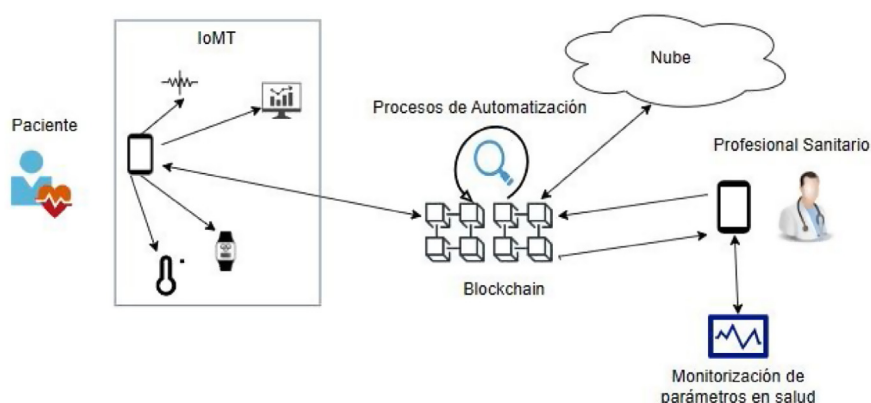 IoMT
Nube
Procesos de Automatización
Paciente
Profesional Sanitario
Blockchain
Monitorización de
parámetros en salud